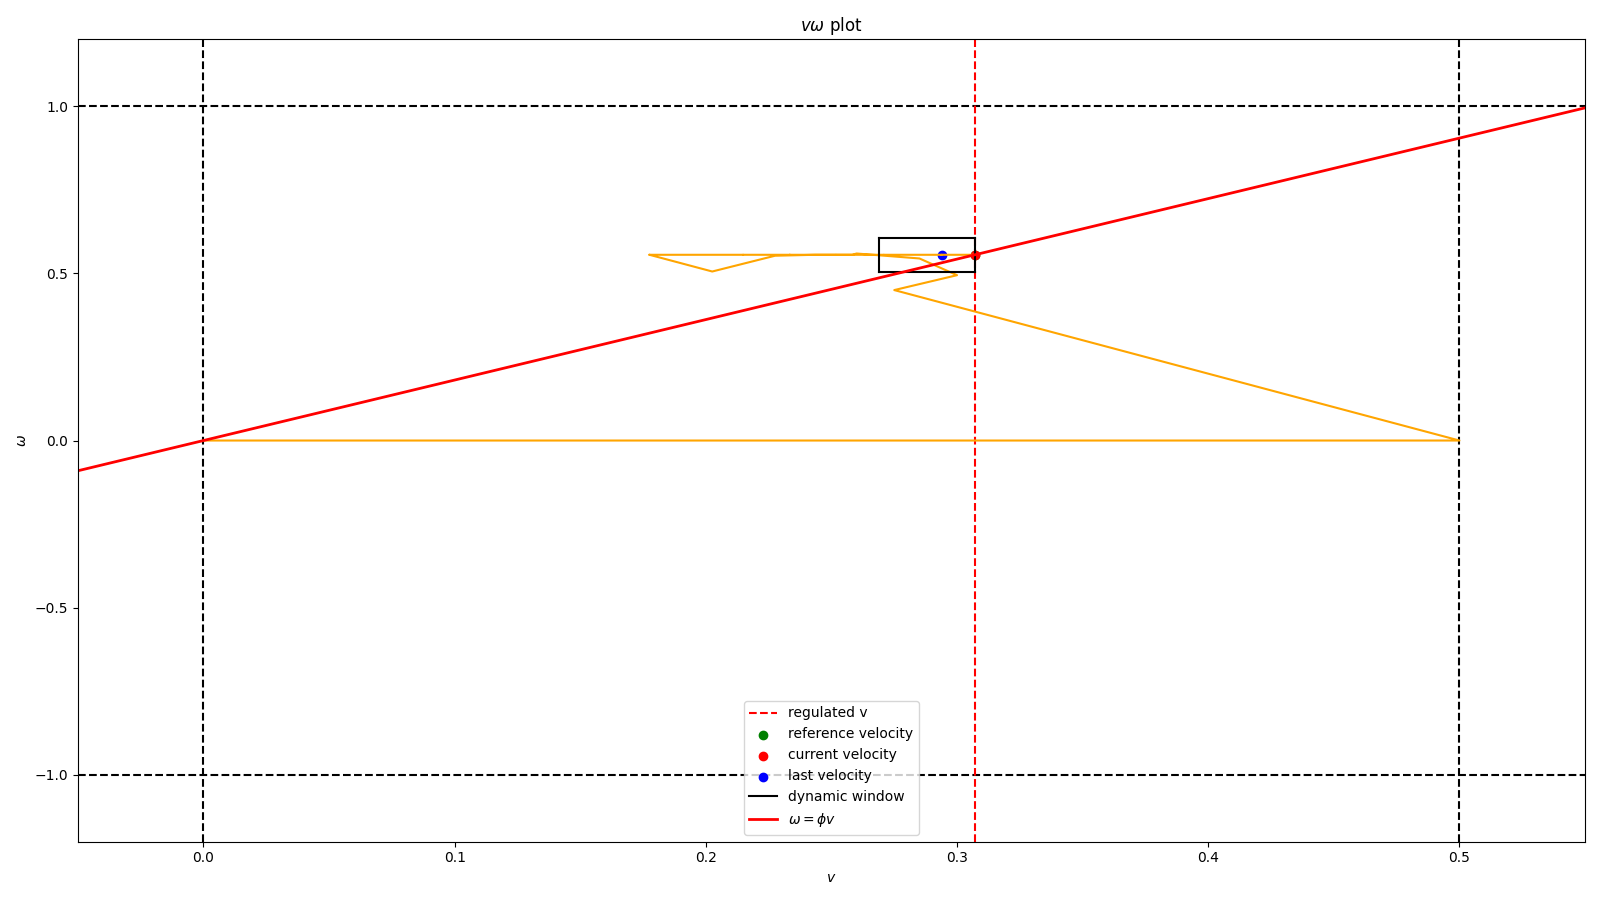 vω plot
1.0
0.5
0.0
−0.5
−1.0
ω
regulated v
reference velocity
current velocity
last velocity
dynamic window
ω = ϕv
0.0 0.1 0.2 0.3 0.4 0.5
v